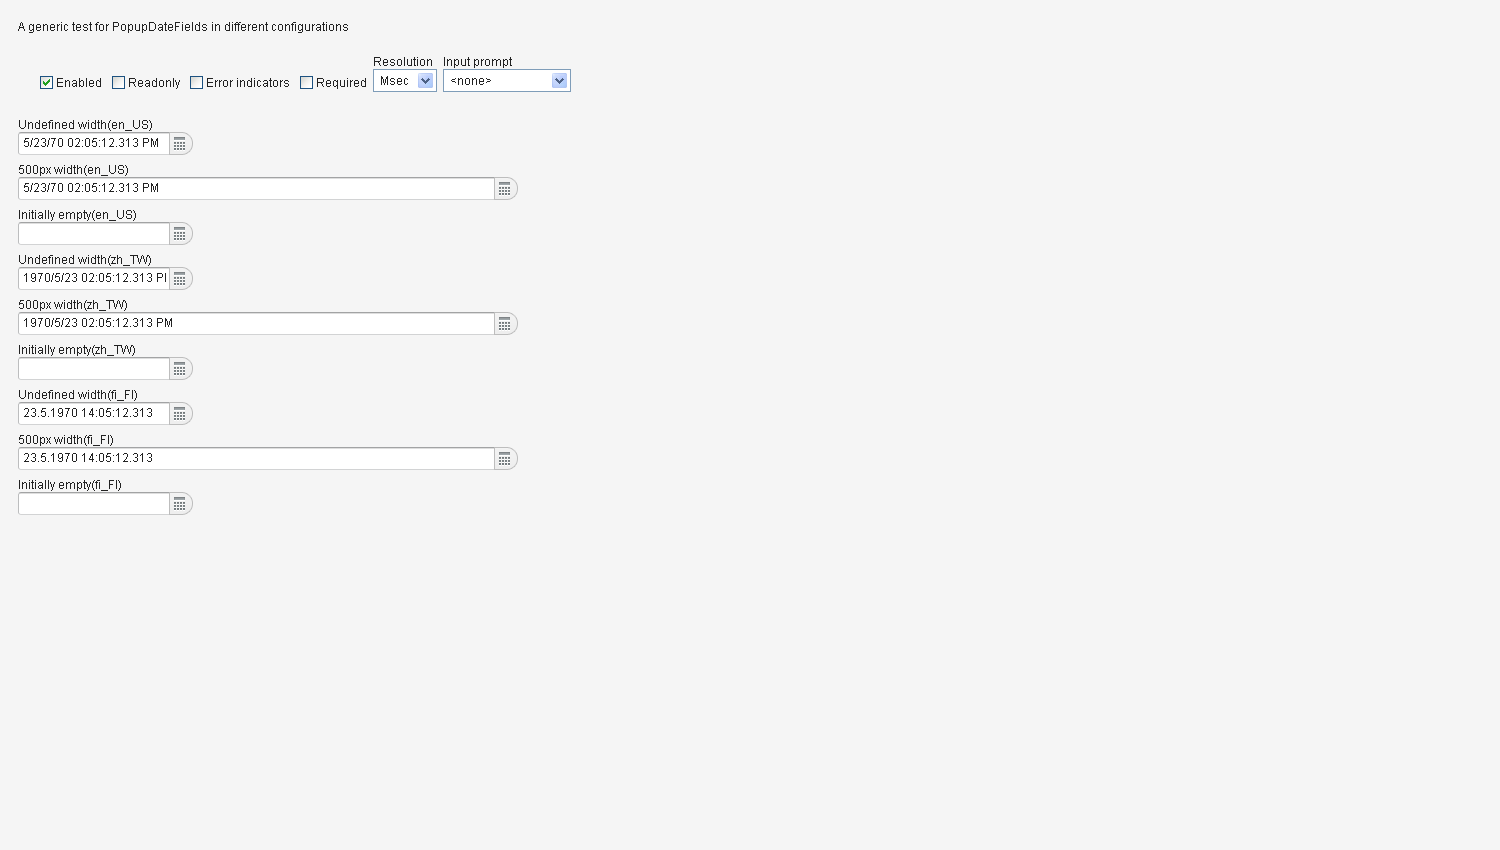 A generic test for PopupDateFields in different configurations
Resolution Input prompt
Enabled Readonly Error indicators Required Msec <none>
Undefined width(en_US)
5/23/70 02:05:12.313 PM
500px width(en_US)
5/23/70 02:05:12.313 PM
Initially empty(en_US)
Undefined width(zh_TW)
1970/5/23 02:05:12.313 P
500px width(zh_TW)
1970/5/23 02:05:12.313 PM
Initially empty(zh_TW)
Undefined width(fi_FI)
23.5.1970 14:05:12.313
500px width(fi_FI)
23.5.1970 14:05:12.313
Initially empty(fi_FI)